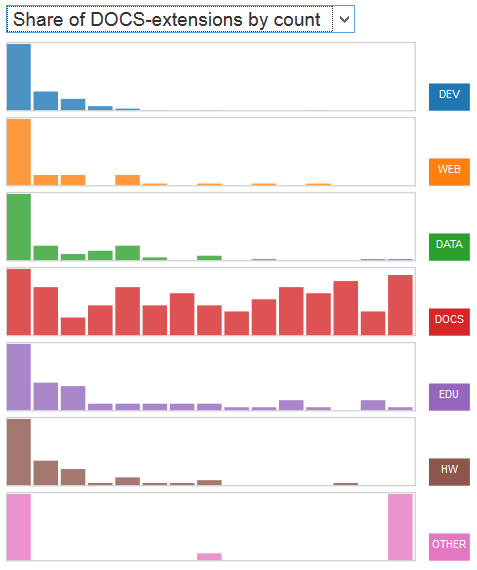 Share of DOCS-extensions by count
DEV
WEB
DATA
DOCS
EDU
HW
OTHER